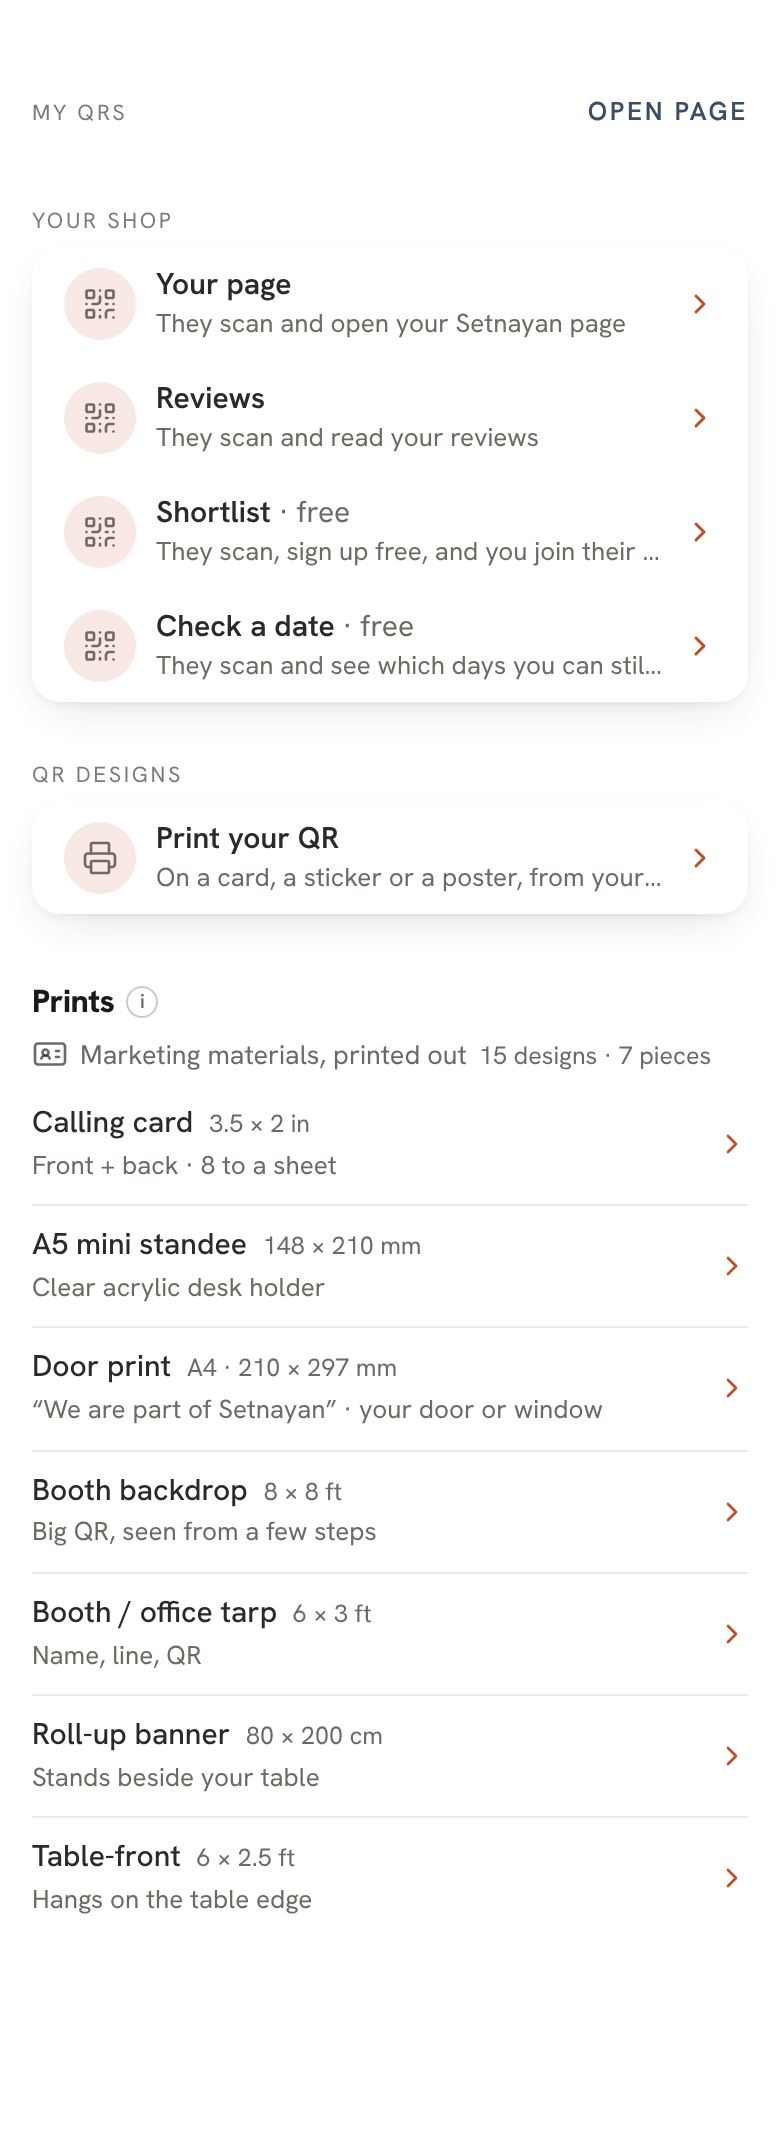 MY QRS
OPEN PAGE
YOUR SHOP
Your page
They scan and open your Setnayan page
Reviews
They scan and read your reviews
Shortlist · free
They scan, sign up free, and you join their ...
Check a date · free
They scan and see which days you can stil...
QR DESIGNS
Print your QR
On a card, a sticker or a poster, from your...
Prints i
Marketing materials, printed out 15 designs · 7 pieces
Calling card 3.5 × 2 in
Front + back · 8 to a sheet
A5 mini standee 148 × 210 mm
Clear acrylic desk holder
Door print A4 · 210 × 297 mm
“We are part of Setnayan” · your door or window
Booth backdrop 8 × 8 ft
Big QR, seen from a few steps
Booth / office tarp 6 × 3 ft
Name, line, QR
Roll-up banner 80 × 200 cm
Stands beside your table
Table-front 6 × 2.5 ft
Hangs on the table edge